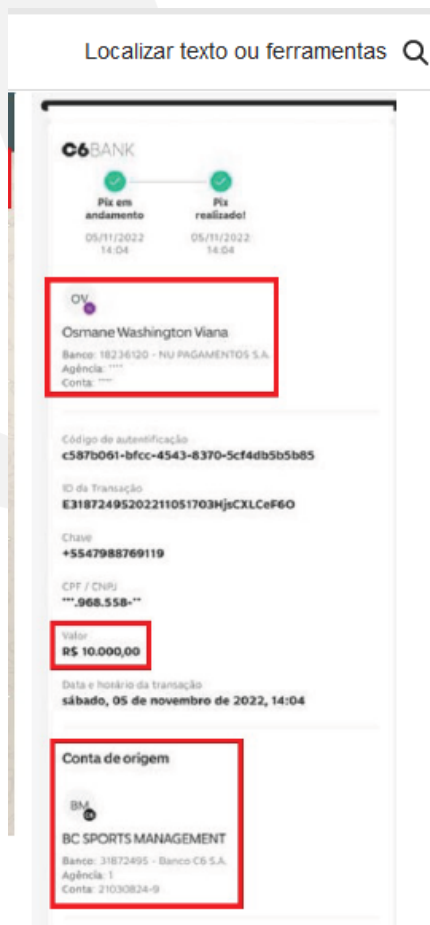 Localizar texto ou ferramentas
C6BANK
Pix em andamento
05/11/2022
14:04
Pix realizado!
05/11/2022
14:04
OV
Osmane Washington Viana
Banco: 18236120 - NU PAGAMENTOS S.A.
Agência: ****
Conta: ****
Código de autentificação
c587b061-bfcc-4543-8370-5cf4db5b5b85
ID da Transação
E31872495202211051703HjsCXLCeF6O
Chave
+5547988769119
CPF / CNPJ
***.968.558-**
Valor
R$ 10.000,00
Data e horário da transação
sábado, 05 de novembro de 2022, 14:04
Conta de origem
BM
BC SPORTS MANAGEMENT
Banco: 31872495 - Banco C6 S.A.
Agência: 1
Conta: 21030824-9